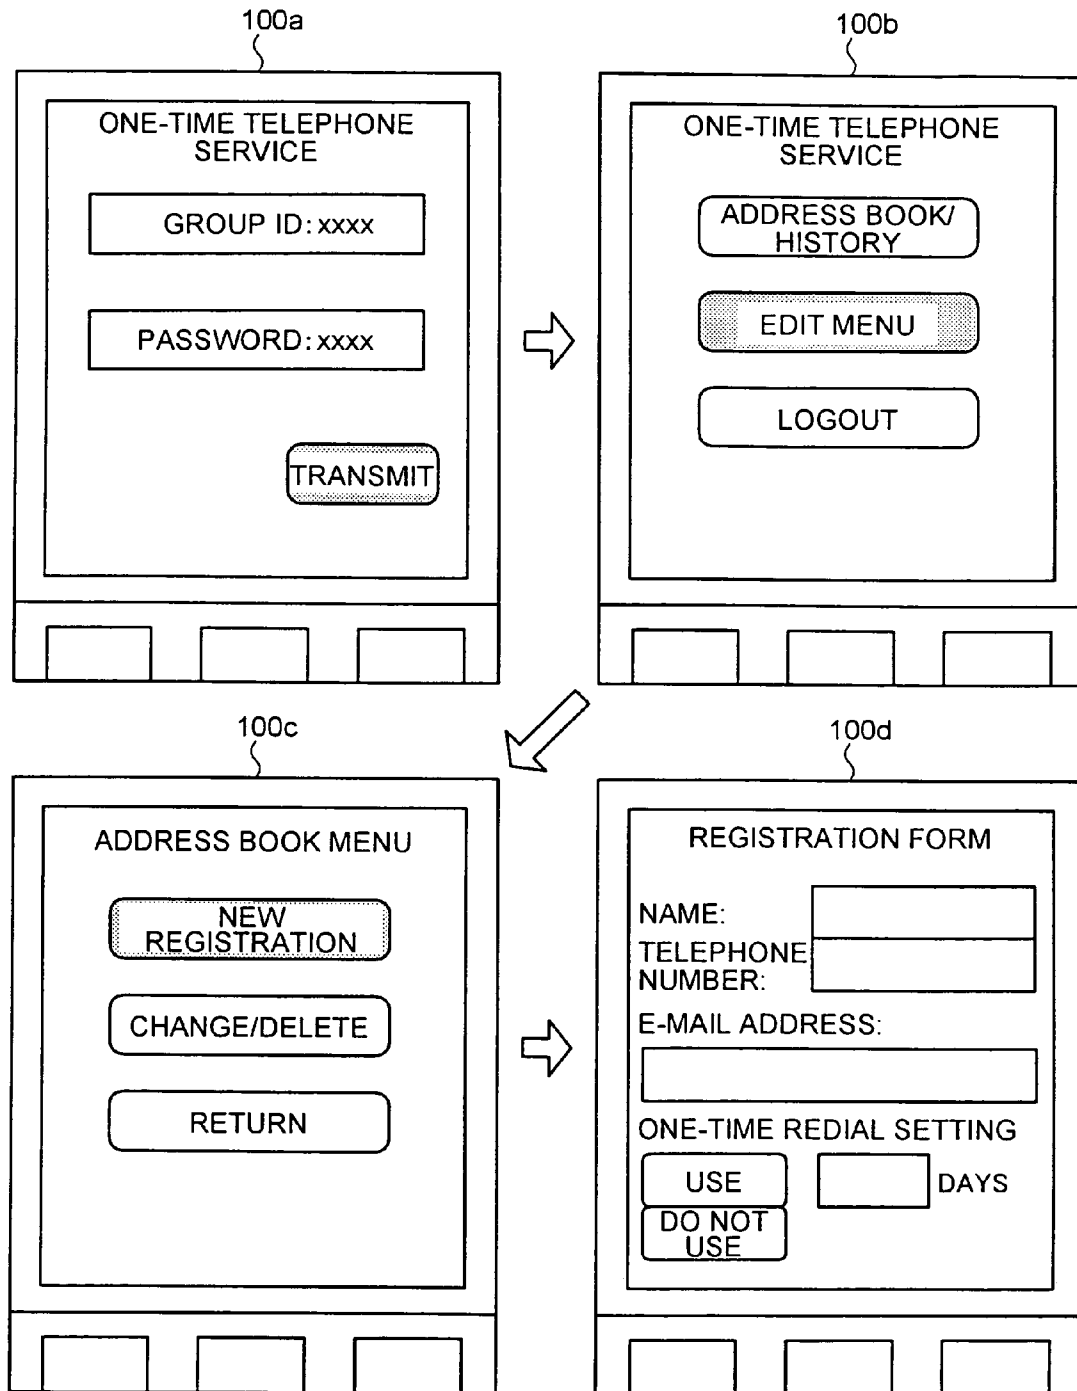 100a
ONE-TIME TELEPHONE
SERVICE
GROUP ID: xxxx
PASSWORD: xxxx
TRANSMIT
100b
ONE-TIME TELEPHONE
SERVICE
ADDRESS BOOK/
HISTORY
EDIT MENU
LOGOUT
100c
ADDRESS BOOK MENU
NEW
REGISTRATION
CHANGE/DELETE
RETURN
100d
REGISTRATION FORM
NAME:
TELEPHONE
NUMBER:
E-MAIL ADDRESS:
ONE-TIME REDIAL SETTING
USE DAYS
DO NOT
USE